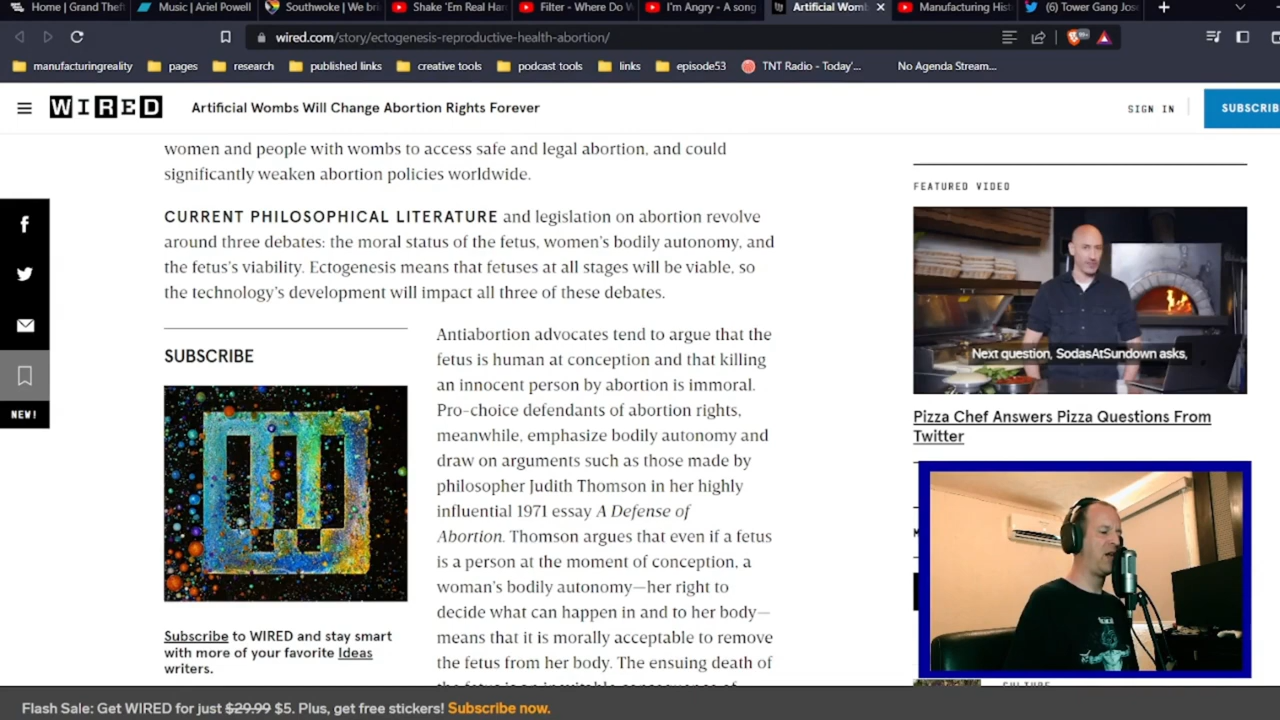 Home | Grand Theft
Music | Ariel Powell
Southwoke | We bri
Shake 'Em Real Har
Filter - Where Do W
I'm Angry - A song
Artificial Womb
Manufacturing Hist
(6) Tower Gang Jos
wired.com/story/ectogenesis-reproductive-health-abortion/
manufacturingreality
pages
research
published links
creative tools
podcast tools
links
episode53
TNT Radio - Today'...
No Agenda Stream...
WIRED
Artificial Wombs Will Change Abortion Rights Forever
SIGN IN
SUBSCRIB
women and people with wombs to access safe and legal abortion, and could
significantly weaken abortion policies worldwide.
CURRENT PHILOSOPHICAL LITERATURE and legislation on abortion revolve
around three debates: the moral status of the fetus, women's bodily autonomy, and
the fetus's viability. Ectogenesis means that fetuses at all stages will be viable, so
the technology's development will impact all three of these debates.
NEW!
SUBSCRIBE
Subscribe to WIRED and stay smart
with more of your favorite Ideas
writers.
Antiabortion advocates tend to argue that the
fetus is human at conception and that killing
an innocent person by abortion is immoral.
Pro-choice defendants of abortion rights,
meanwhile, emphasize bodily autonomy and
draw on arguments such as those made by
philosopher Judith Thomson in her highly
influential 1971 essay A Defense of
Abortion. Thomson argues that even if a fetus
is a person at the moment of conception, a
woman's bodily autonomy—her right to
decide what can happen in and to her body—
means that it is morally acceptable to remove
the fetus from her body. The ensuing death of
FEATURED VIDEO
Next question, SodasAtSundown asks,
Pizza Chef Answers Pizza Questions From
Twitter
Flash Sale: Get WIRED for just $29.99 $5. Plus, get free stickers! Subscribe now.